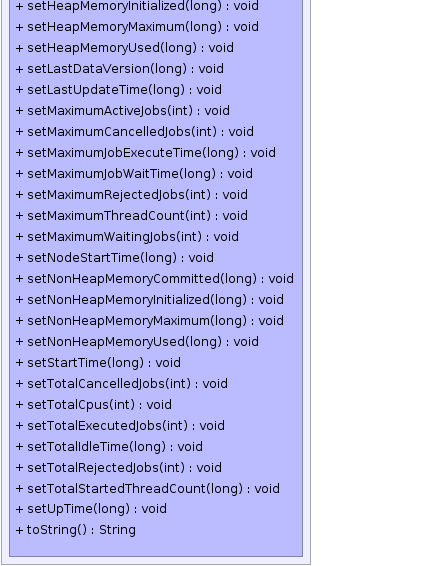 + setHeapMemoryInitialized(long) : void
+ setHeapMemoryMaximum(long) : void
+ setHeapMemoryUsed(long) : void
+ setLastDataVersion(long) : void
+ setLastUpdateTime(long) : void
+ setMaximumActiveJobs(int) : void
+ setMaximumCancelledJobs(int) : void
+ setMaximumJobExecuteTime(long) : void
+ setMaximumJobWaitTime(long) : void
+ setMaximumRejectedJobs(int) : void
+ setMaximumThreadCount(int) : void
+ setMaximumWaitingJobs(int) : void
+ setNodeStartTime(long) : void
+ setNonHeapMemoryCommitted(long) : void
+ setNonHeapMemoryInitialized(long) : void
+ setNonHeapMemoryMaximum(long) : void
+ setNonHeapMemoryUsed(long) : void
+ setStartTime(long) : void
+ setTotalCancelledJobs(int) : void
+ setTotalCpus(int) : void
+ setTotalExecutedJobs(int) : void
+ setTotalIdleTime(long) : void
+ setTotalRejectedJobs(int) : void
+ setTotalStartedThreadCount(long) : void
+ setUpTime(long) : void
+ toString() : String